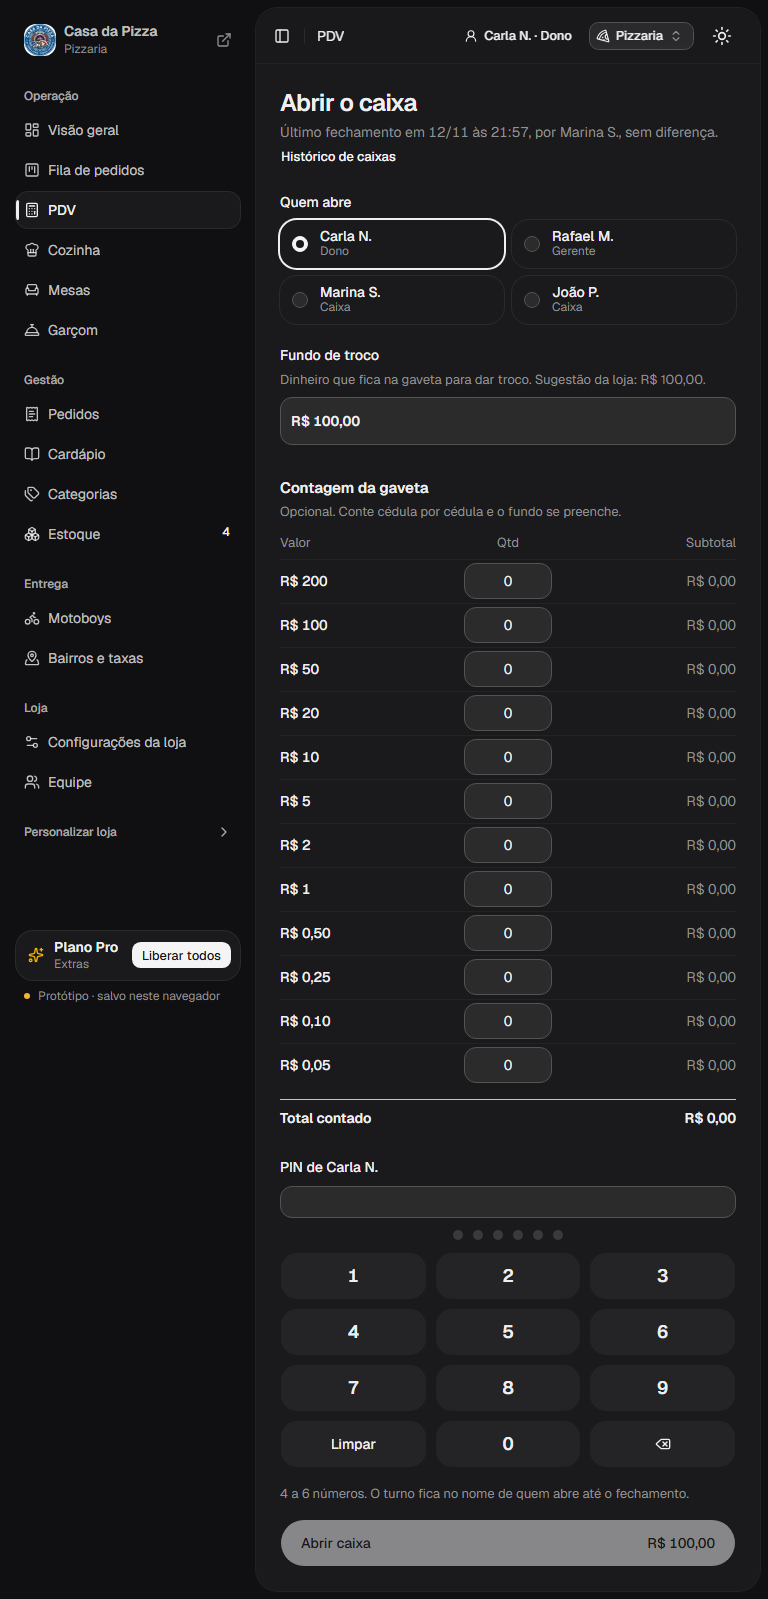 Casa da Pizza
Pizzaria
Operação
Visão geral
Fila de pedidos
PDV
Cozinha
Mesas
Garçom
Gestão
Pedidos
Cardápio
Categorias
Estoque 4
Entrega
Motoboys
Bairros e taxas
Loja
Configurações da loja
Equipe
Personalizar loja
Plano Pro
Extras
Liberar todos
Protótipo · salvo neste navegador
PDV
Carla N. · Dono
Pizzaria
Abrir o caixa
Último fechamento em 12/11 às 21:57, por Marina S., sem diferença.
Histórico de caixas
Quem abre
Carla N.
Dono
Rafael M.
Gerente
Marina S.
Caixa
João P.
Caixa
Fundo de troco
Dinheiro que fica na gaveta para dar troco. Sugestão da loja: R$ 100,00.
R$ 100,00
Contagem da gaveta
Opcional. Conte cédula por cédula e o fundo se preenche.
Valor Qtd Subtotal
R$ 200 0 R$ 0,00
R$ 100 0 R$ 0,00
R$ 50 0 R$ 0,00
R$ 20 0 R$ 0,00
R$ 10 0 R$ 0,00
R$ 5 0 R$ 0,00
R$ 2 0 R$ 0,00
R$ 1 0 R$ 0,00
R$ 0,50 0 R$ 0,00
R$ 0,25 0 R$ 0,00
R$ 0,10 0 R$ 0,00
R$ 0,05 0 R$ 0,00
Total contado R$ 0,00
PIN de Carla N.
1 2 3
4 5 6
7 8 9
Limpar 0
4 a 6 números. O turno fica no nome de quem abre até o fechamento.
Abrir caixa R$ 100,00